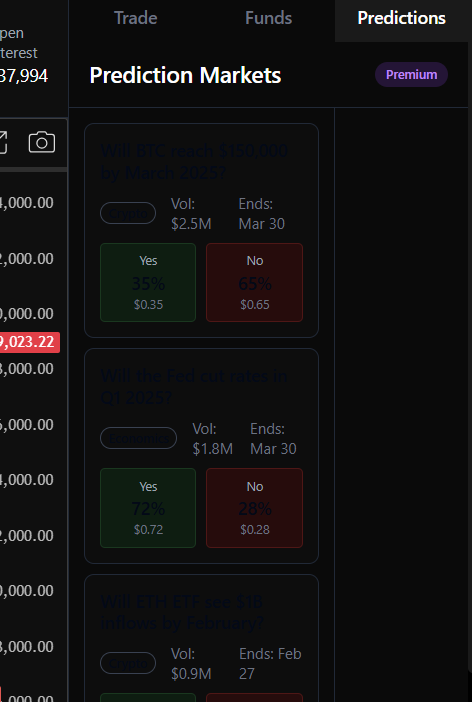 pen
terest
37,994
Trade
Funds
Predictions
Prediction Markets
Premium
4,000.00
2,000.00
0,000.00
9,023.22
8,000.00
6,000.00
4,000.00
2,000.00
0,000.00
8,000.00
,000.00
Will BTC reach $150,000
by March 2025?
Vol:
$2.5M
Ends:
Mar 30
Yes
35%
$0.35
No
65%
$0.65
Will the Fed cut rates in
Q1 2025?
Vol:
$1.8M
Ends:
Mar 30
Yes
72%
$0.72
No
28%
$0.28
Will ETH ETF see $1B
inflows by February?
Vol:
$0.9M
Ends: Feb
27